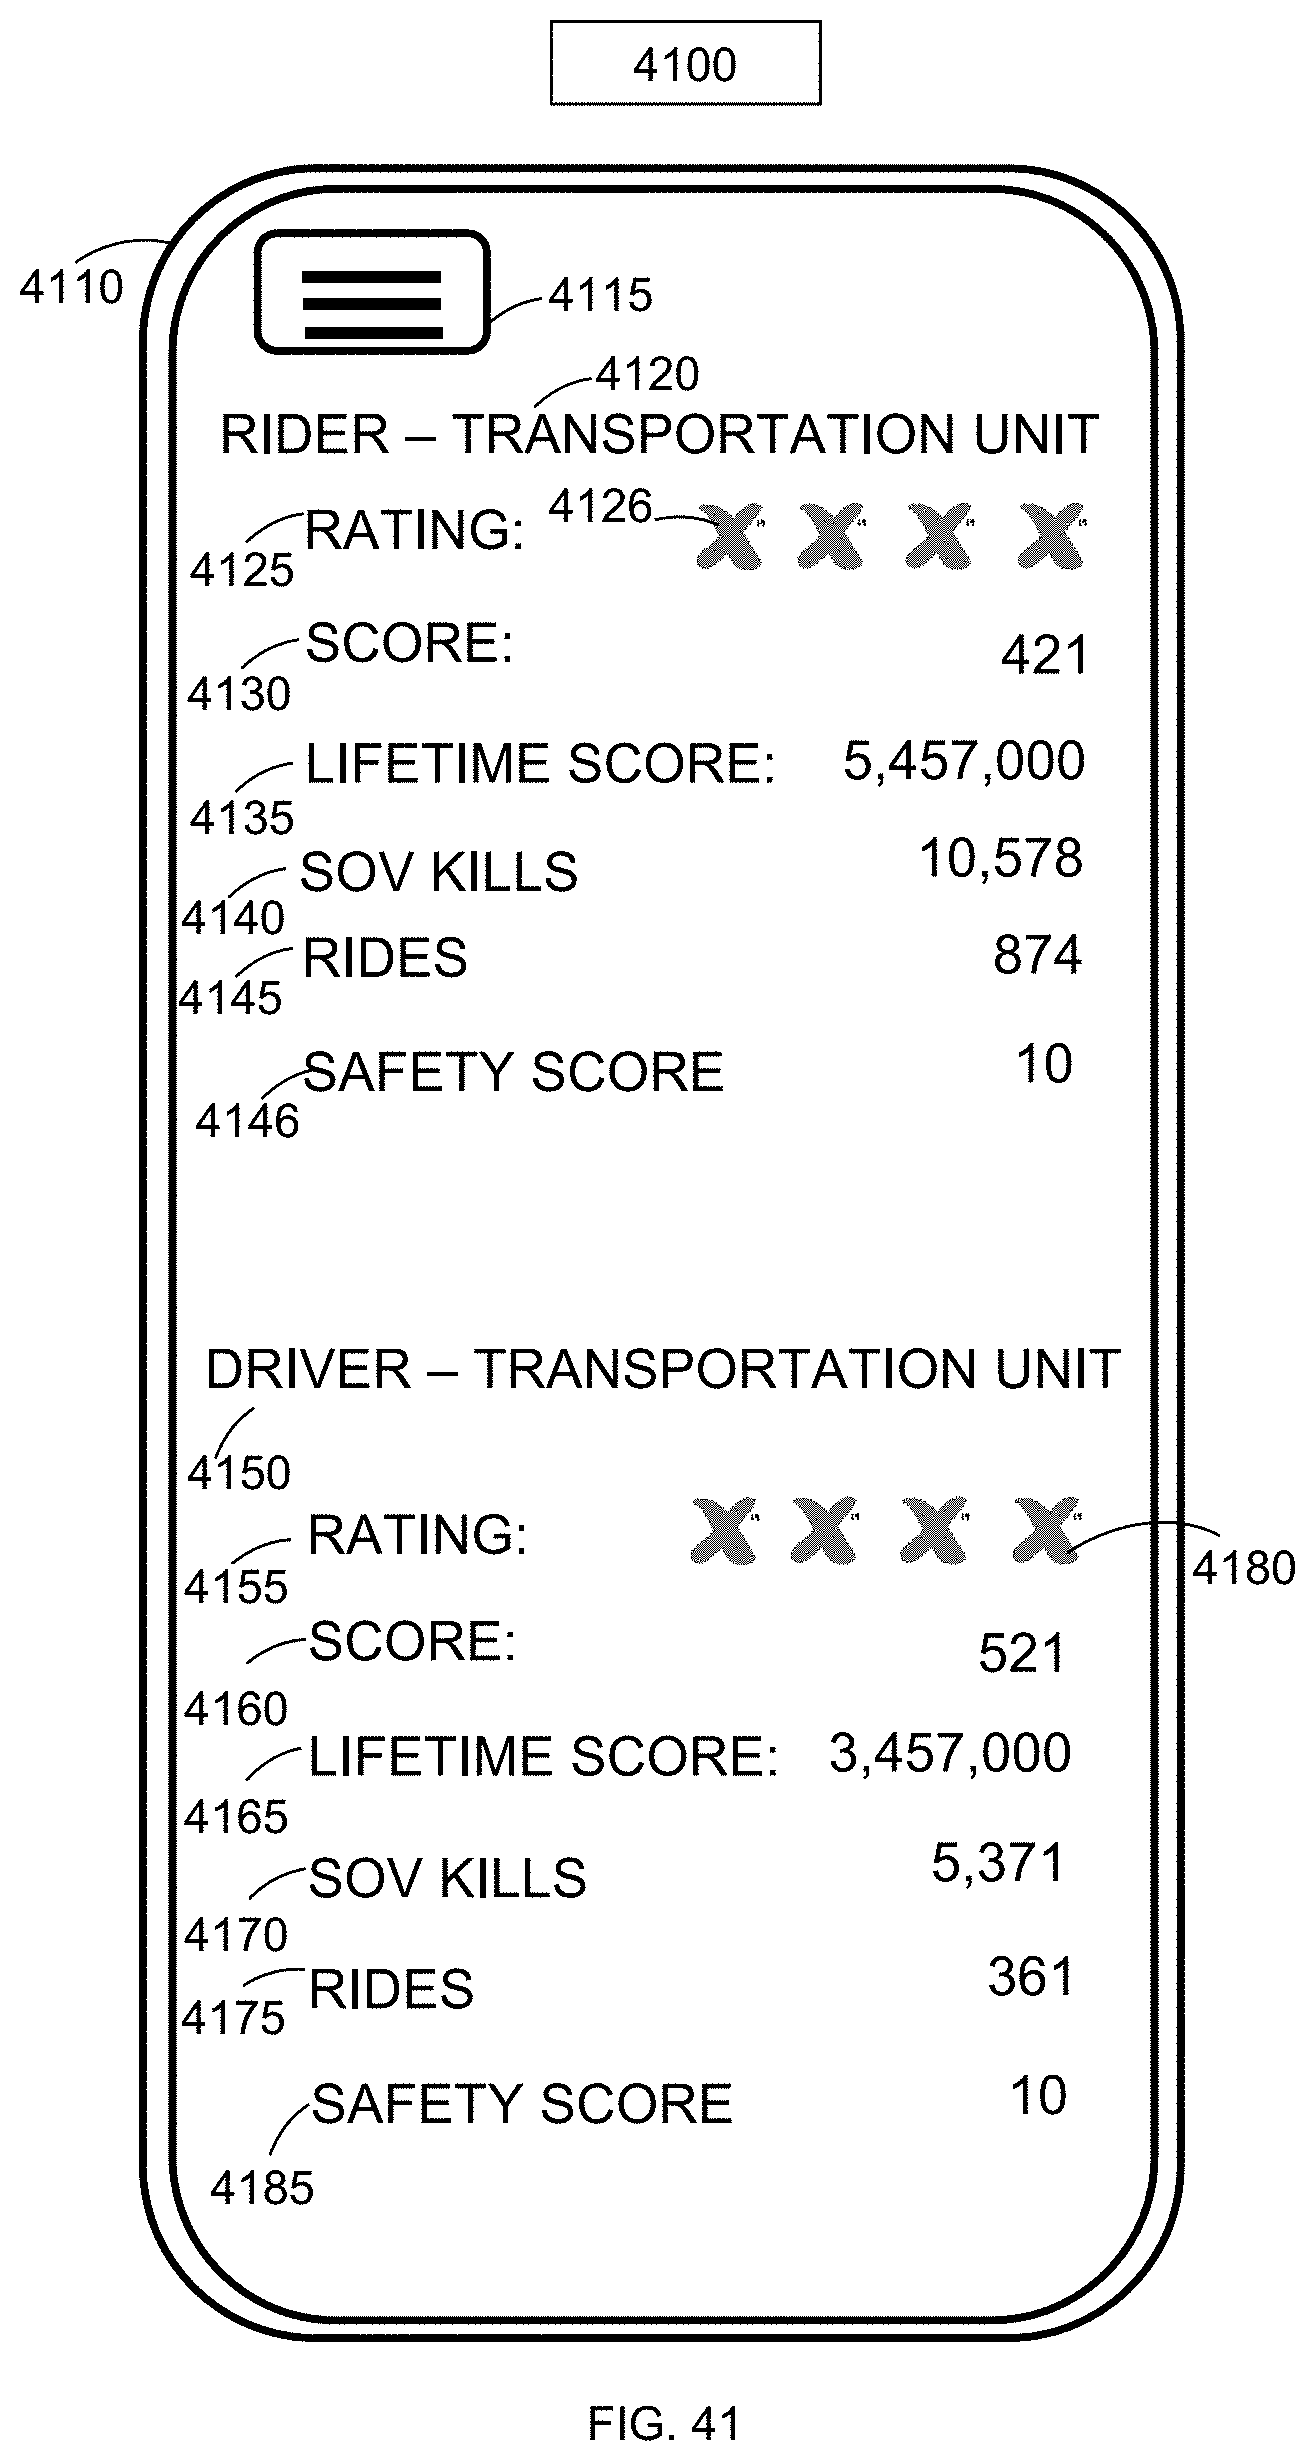 4100
4110
4115
4120
RIDER – TRANSPORTATION UNIT
4125 RATING: 4126
4130 SCORE: 421
4135 LIFETIME SCORE: 5,457,000
4140 SOV KILLS 10,578
4145 RIDES 874
4146 SAFETY SCORE 10
DRIVER – TRANSPORTATION UNIT
4150
4155 RATING: 4180
4160 SCORE: 521
4165 LIFETIME SCORE: 3,457,000
4170 SOV KILLS 5,371
4175 RIDES 361
SAFETY SCORE 10
4185
FIG. 41